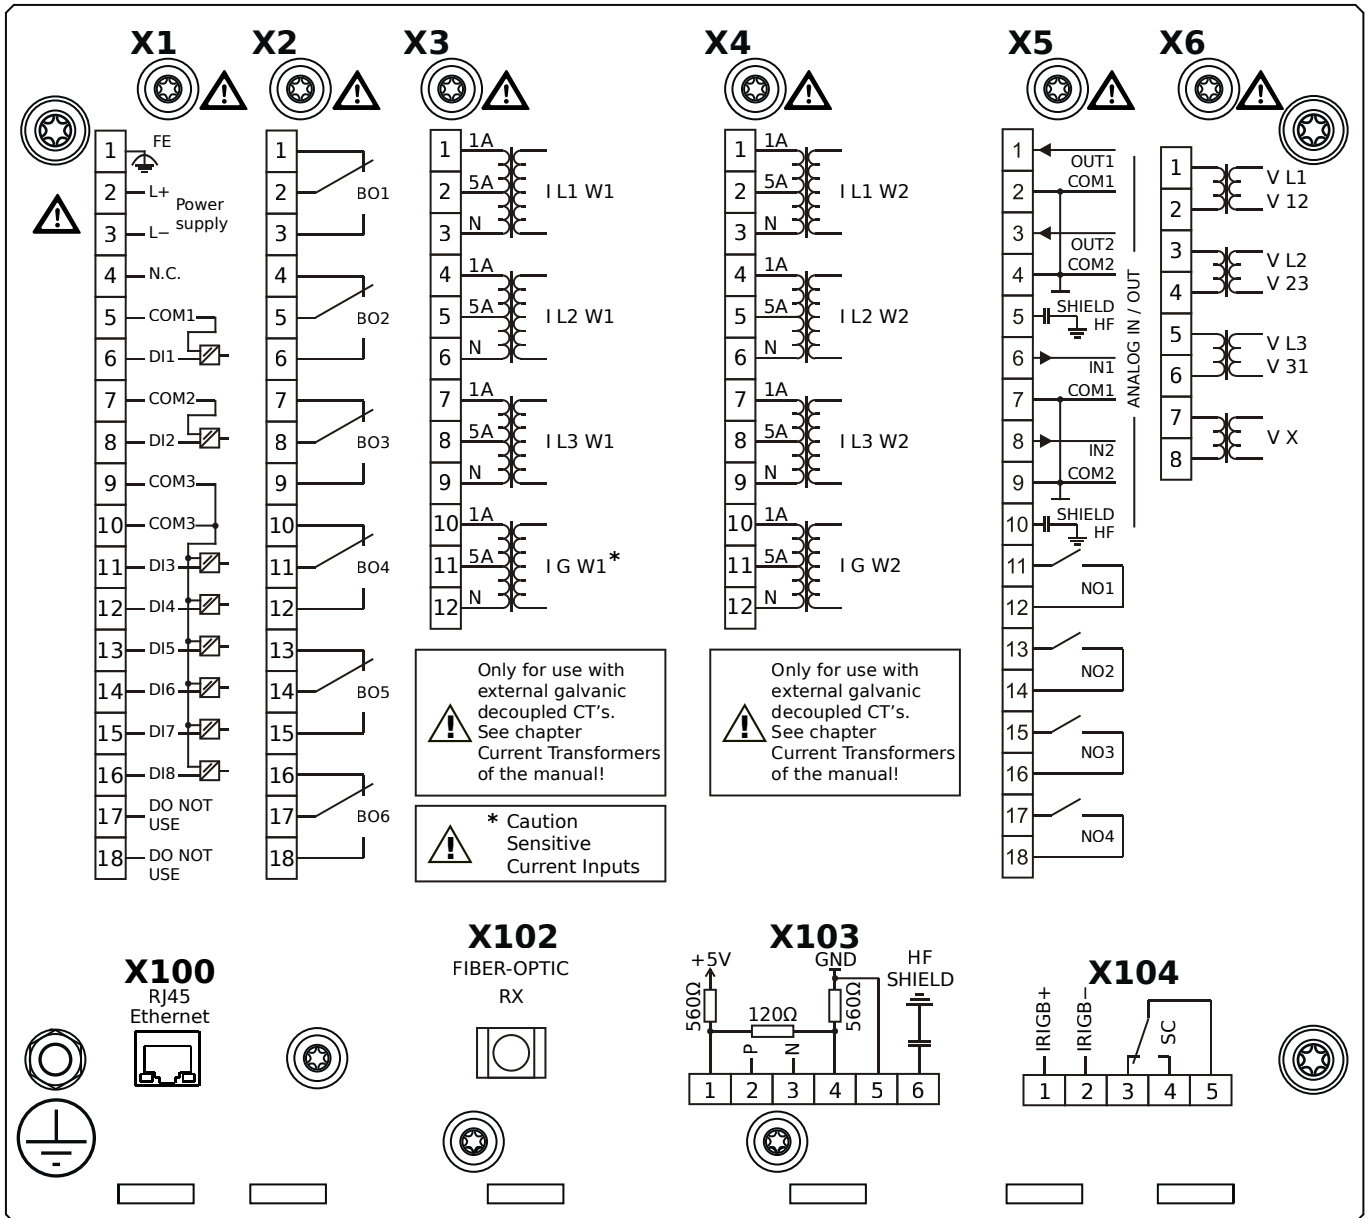 X1
X2
X3
X4
X5
X6
1 FE
2 L+
Power
supply
3 L−
4 N.C.
5 COM1
6 DI1
7 COM2
8 DI2
9 COM3
10 COM3
11 DI3
12 DI4
13 DI5
14 DI6
15 DI7
16 DI8
17 DO NOT
USE
18 DO NOT
USE
1
2 BO1
3
4
5 BO2
6
7
8 BO3
9
10
11 BO4
12
13
14 BO5
15
16
17 BO6
18
1 1A
2 5A I L1 W1
3 N
4 1A
5 5A I L2 W1
6 N
7 1A
8 5A I L3 W1
9 N
10 1A
11 5A I G W1*
12 N
Only for use with
external galvanic
decoupled CT's.
See chapter
Current Transformers
of the manual!
* Caution
Sensitive
Current Inputs
1 1A
2 5A I L1 W2
3 N
4 1A
5 5A I L2 W2
6 N
7 1A
8 5A I L3 W2
9 N
10 1A
11 5A I G W2
12 N
Only for use with
external galvanic
decoupled CT's.
See chapter
Current Transformers
of the manual!
1 OUT1
2 COM1
3 OUT2
4 COM2
5 SHIELD
HF
6 IN1
7 COM1
8 IN2
9 COM2
10 SHIELD
HF
ANALOG IN / OUT
11
NO1
12
13
NO2
14
15
NO3
16
17
NO4
18
1 V L1
2 V 12
3 V L2
4 V 23
5 V L3
6 V 31
7
V X
8
X100
RJ45
Ethernet
X102
FIBER-OPTIC
RX
X103
+5V
GND
HF
SHIELD
560Ω
120Ω
560Ω
P
N
1 2 3 4 5 6
X104
IRIGB+
IRIGB−
SC
1 2 3 4 5